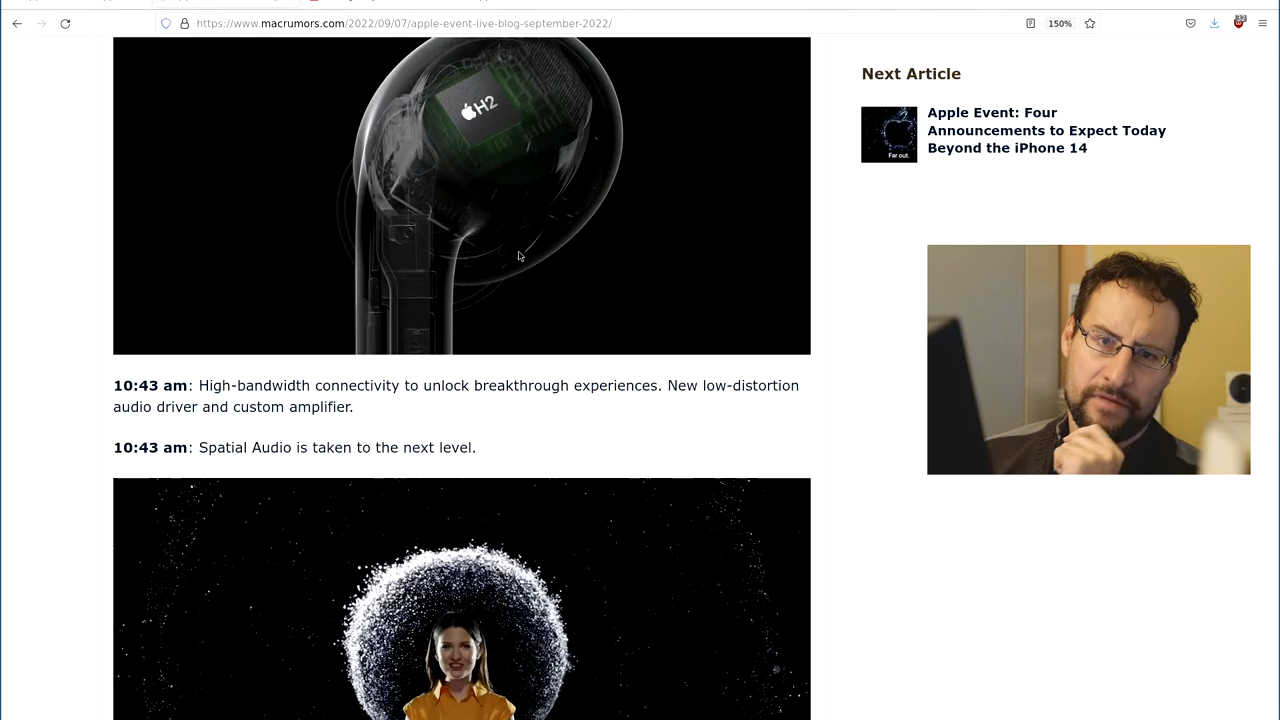 https://www.macrumors.com/2022/09/07/apple-event-live-blog-september-2022/
150%
H2
Next Article
Apple Event: Four
Announcements to Expect Today
Beyond the iPhone 14
Far out.
10:43 am: High-bandwidth connectivity to unlock breakthrough experiences. New low-distortion
audio driver and custom amplifier.
10:43 am: Spatial Audio is taken to the next level.